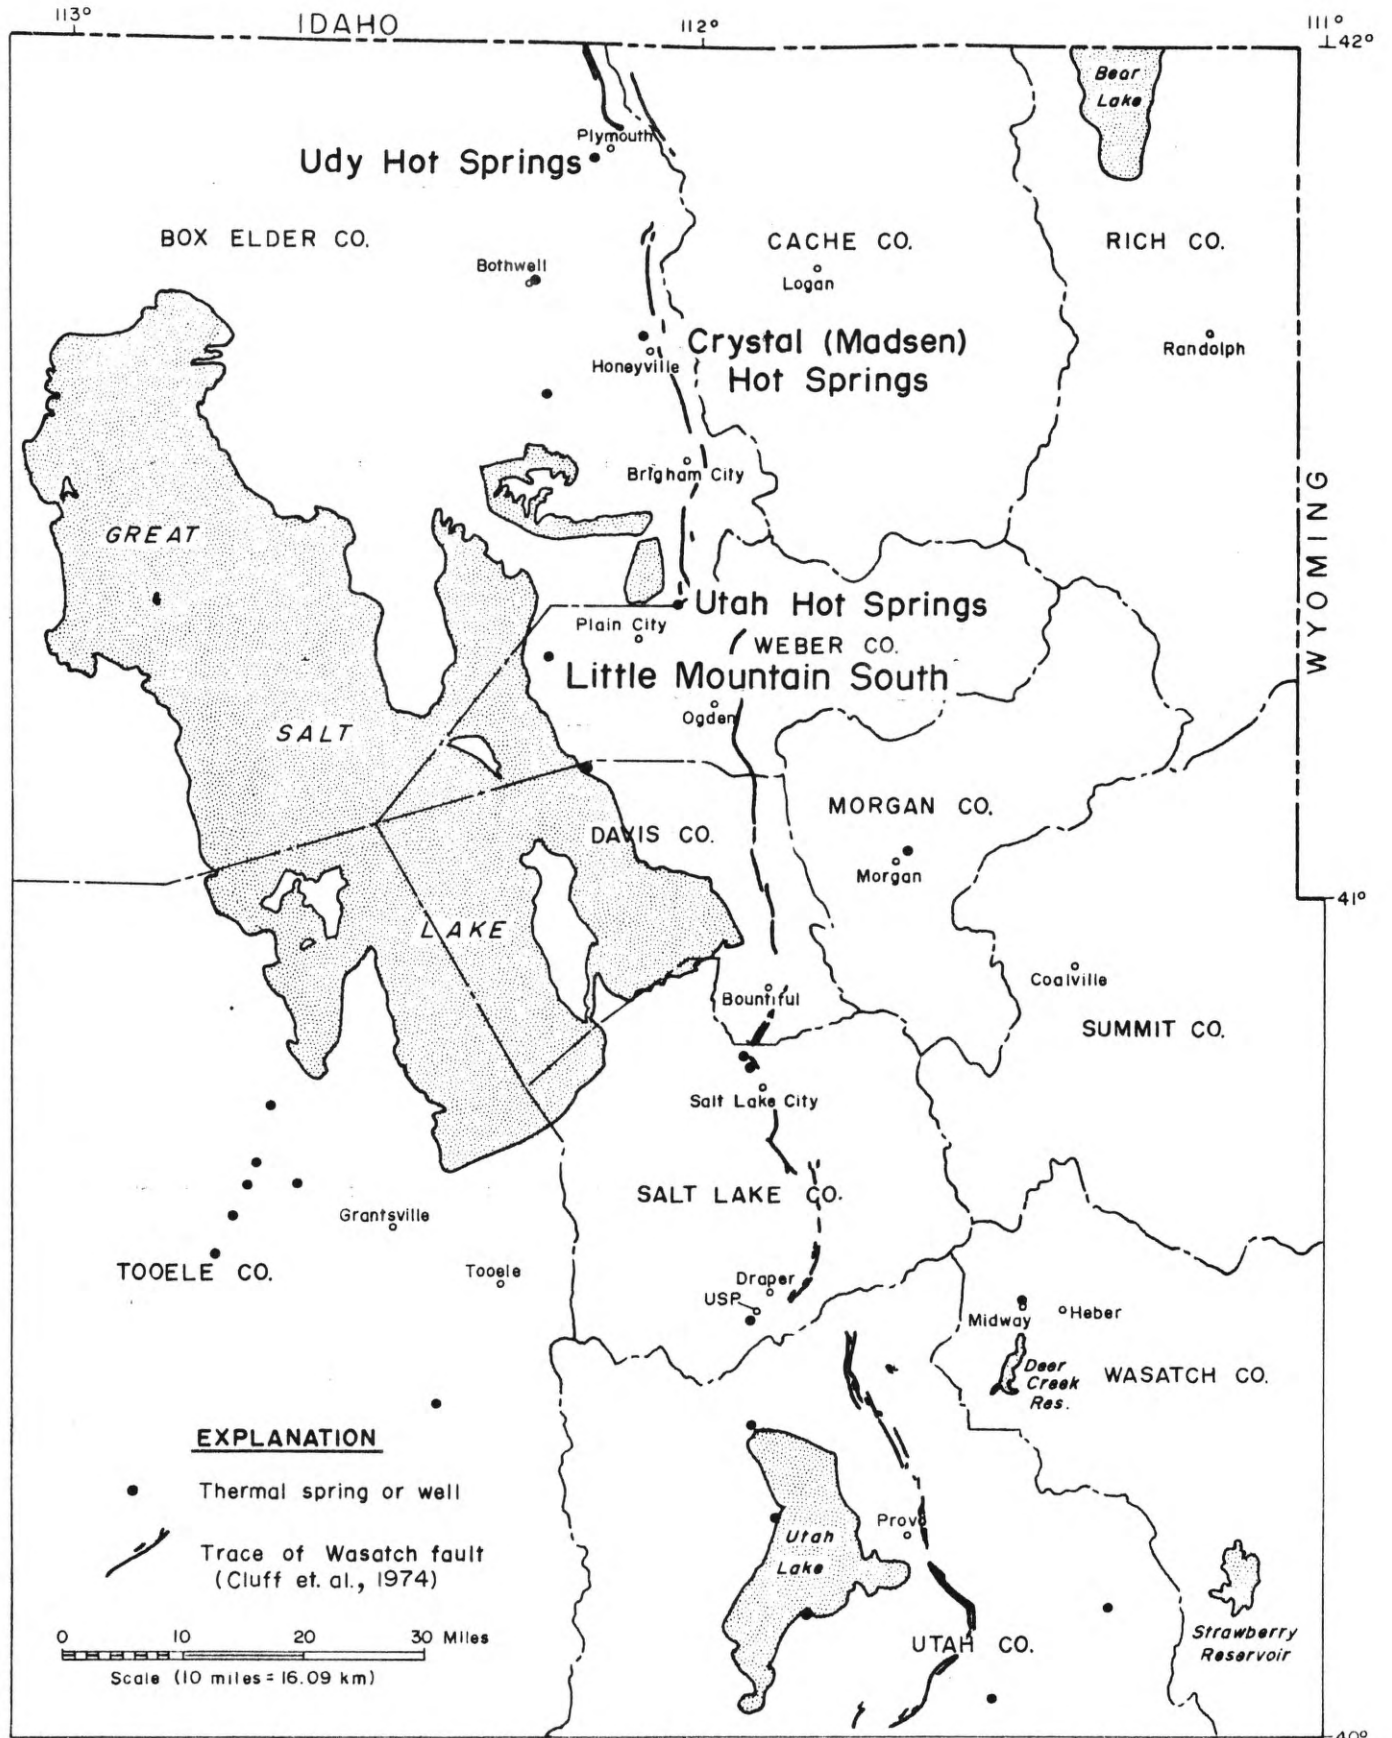 113°
IDAHO
112°
111°
42°
Bear
Lake
Plymouth
Udy Hot Springs
BOX ELDER CO.
CACHE CO.
RICH CO.
Bothwell
Logan
Crystal (Madsen)
Hot Springs
Honeyville
Randolph
Brigham City
WYOMING
GREAT
Utah Hot Springs
Plain City
WEBER CO.
Little Mountain South
Ogden
SALT
MORGAN CO.
DAVIS CO.
Morgan
41°
LAKE
Coalville
Bountiful
SUMMIT CO.
Salt Lake City
SALT LAKE CO.
Grantsville
TOOELE CO.
Tooele
Draper
USP
Midway
Heber
Deer
Creek
Res.
WASATCH CO.
EXPLANATION
Thermal spring or well
Trace of Wasatch fault
(Cluff et. al., 1974)
Provo
Utah
Lake
0 10 20 30 Miles
Scale (10 miles = 16.09 km)
UTAH CO.
Strawberry
Reservoir
40°